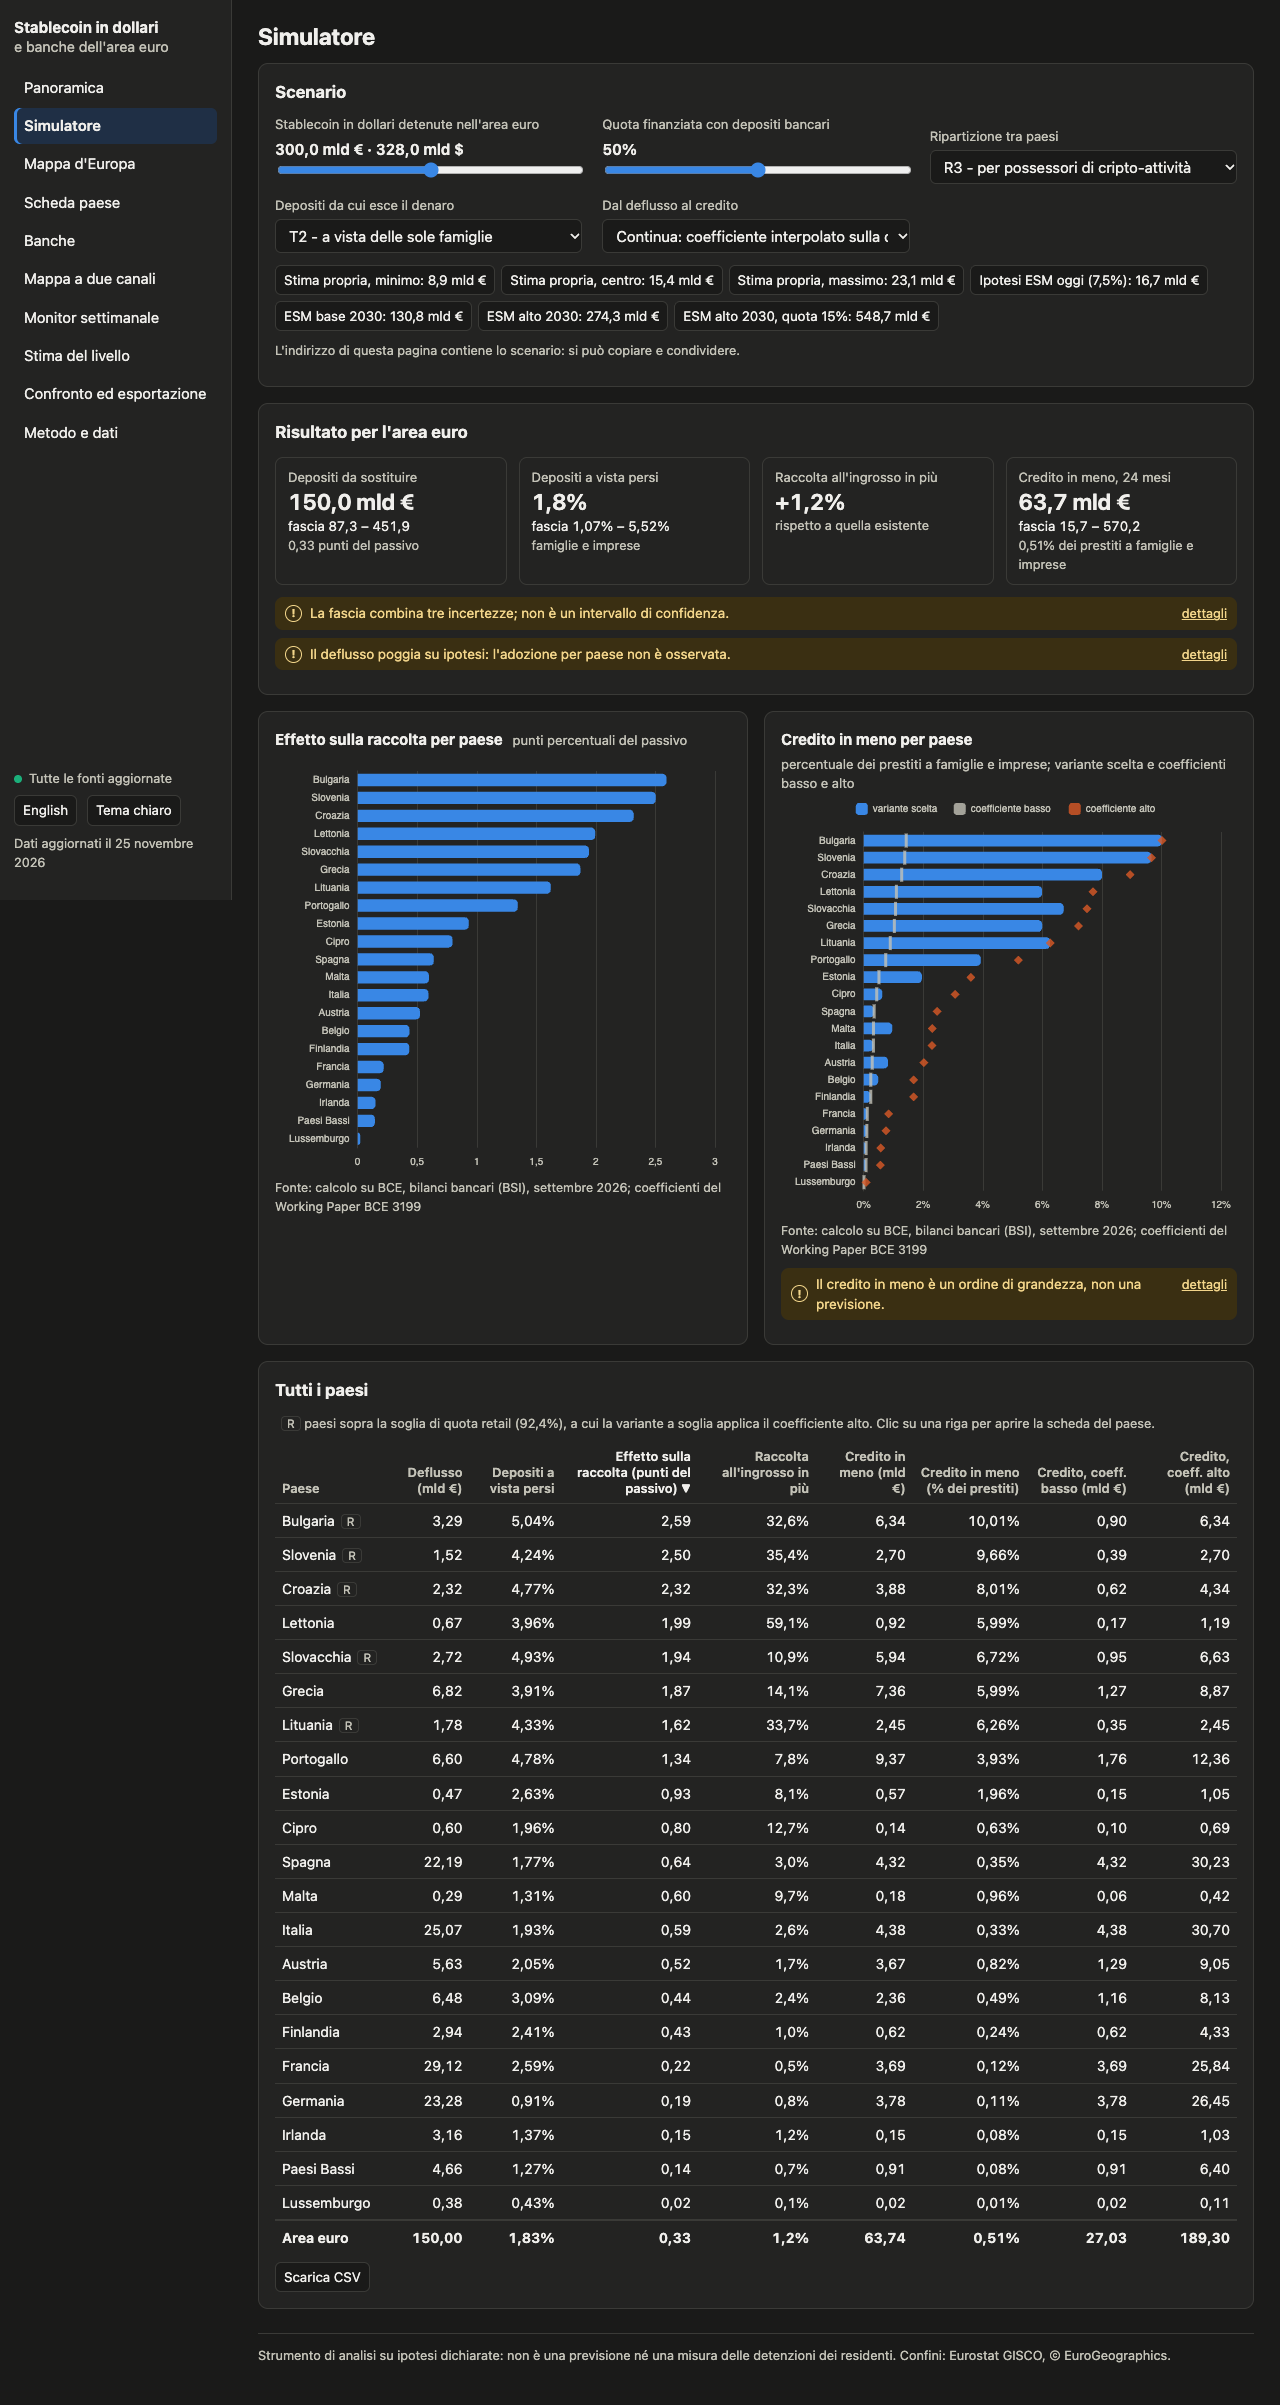 Stablecoin in dollari
e banche dell'area euro
Panoramica
Simulatore
Mappa d'Europa
Scheda paese
Banche
Mappa a due canali
Monitor settimanale
Stima del livello
Confronto ed esportazione
Metodo e dati
Tutte le fonti aggiornate
English
Tema chiaro
Dati aggiornati il 25 novembre
2026
Simulatore
Scenario
Stablecoin in dollari detenute nell'area euro
300,0 mld € · 328,0 mld $
Quota finanziata con depositi bancari
50%
Ripartizione tra paesi
R3 - per possessori di cripto-attività
Depositi da cui esce il denaro
T2 - a vista delle sole famiglie
Dal deflusso al credito
Continua: coefficiente interpolato sulla c
Stima propria, minimo: 8,9 mld €
Stima propria, centro: 15,4 mld €
Stima propria, massimo: 23,1 mld €
Ipotesi ESM oggi (7,5%): 16,7 mld €
ESM base 2030: 130,8 mld €
ESM alto 2030: 274,3 mld €
ESM alto 2030, quota 15%: 548,7 mld €
L'indirizzo di questa pagina contiene lo scenario: si può copiare e condividere.
Risultato per l'area euro
Depositi da sostituire
150,0 mld €
fascia 87,3 – 451,9
0,33 punti del passivo
Depositi a vista persi
1,8%
fascia 1,07% – 5,52%
famiglie e imprese
Raccolta all'ingrosso in più
+1,2%
rispetto a quella esistente
Credito in meno, 24 mesi
63,7 mld €
fascia 15,7 – 570,2
0,51% dei prestiti a famiglie e
imprese
La fascia combina tre incertezze; non è un intervallo di confidenza. dettagli
Il deflusso poggia su ipotesi: l'adozione per paese non è osservata. dettagli
Effetto sulla raccolta per paese punti percentuali del passivo
Bulgaria
Slovenia
Croazia
Lettonia
Slovacchia
Grecia
Lituania
Portogallo
Estonia
Cipro
Spagna
Malta
Italia
Austria
Belgio
Finlandia
Francia
Germania
Irlanda
Paesi Bassi
Lussemburgo
0 0,5 1 1,5 2 2,5 3
Fonte: calcolo su BCE, bilanci bancari (BSI), settembre 2026; coefficienti del
Working Paper BCE 3199
Credito in meno per paese
percentuale dei prestiti a famiglie e imprese; variante scelta e coefficienti
basso e alto
variante scelta coefficiente basso coefficiente alto
Bulgaria
Slovenia
Croazia
Lettonia
Slovacchia
Grecia
Lituania
Portogallo
Estonia
Cipro
Spagna
Malta
Italia
Austria
Belgio
Finlandia
Francia
Germania
Irlanda
Paesi Bassi
Lussemburgo
0% 2% 4% 6% 8% 10% 12%
Fonte: calcolo su BCE, bilanci bancari (BSI), settembre 2026; coefficienti del
Working Paper BCE 3199
Il credito in meno è un ordine di grandezza, non una dettagli
previsione.
Tutti i paesi
R paesi sopra la soglia di quota retail (92,4%), a cui la variante a soglia applica il coefficiente alto. Clic su una riga per aprire la scheda del paese.
Paese Deflusso (mld €) Depositi a vista persi Effetto sulla raccolta (punti del passivo) ▼ Raccolta all'ingrosso in più Credito in meno (mld €) Credito in meno (% dei prestiti) Credito, coeff. basso (mld €) Credito, coeff. alto (mld €)
Bulgaria R 3,29 5,04% 2,59 32,6% 6,34 10,01% 0,90 6,34
Slovenia R 1,52 4,24% 2,50 35,4% 2,70 9,66% 0,39 2,70
Croazia R 2,32 4,77% 2,32 32,3% 3,88 8,01% 0,62 4,34
Lettonia 0,67 3,96% 1,99 59,1% 0,92 5,99% 0,17 1,19
Slovacchia R 2,72 4,93% 1,94 10,9% 5,94 6,72% 0,95 6,63
Grecia 6,82 3,91% 1,87 14,1% 7,36 5,99% 1,27 8,87
Lituania R 1,78 4,33% 1,62 33,7% 2,45 6,26% 0,35 2,45
Portogallo 6,60 4,78% 1,34 7,8% 9,37 3,93% 1,76 12,36
Estonia 0,47 2,63% 0,93 8,1% 0,57 1,96% 0,15 1,05
Cipro 0,60 1,96% 0,80 12,7% 0,14 0,63% 0,10 0,69
Spagna 22,19 1,77% 0,64 3,0% 4,32 0,35% 4,32 30,23
Malta 0,29 1,31% 0,60 9,7% 0,18 0,96% 0,06 0,42
Italia 25,07 1,93% 0,59 2,6% 4,38 0,33% 4,38 30,70
Austria 5,63 2,05% 0,52 1,7% 3,67 0,82% 1,29 9,05
Belgio 6,48 3,09% 0,44 2,4% 2,36 0,49% 1,16 8,13
Finlandia 2,94 2,41% 0,43 1,0% 0,62 0,24% 0,62 4,33
Francia 29,12 2,59% 0,22 0,5% 3,69 0,12% 3,69 25,84
Germania 23,28 0,91% 0,19 0,8% 3,78 0,11% 3,78 26,45
Irlanda 3,16 1,37% 0,15 1,2% 0,15 0,08% 0,15 1,03
Paesi Bassi 4,66 1,27% 0,14 0,7% 0,91 0,08% 0,91 6,40
Lussemburgo 0,38 0,43% 0,02 0,1% 0,02 0,01% 0,02 0,11
Area euro 150,00 1,83% 0,33 1,2% 63,74 0,51% 27,03 189,30
Scarica CSV
Strumento di analisi su ipotesi dichiarate: non è una previsione né una misura delle detenzioni dei residenti. Confini: Eurostat GISCO, © EuroGeographics.